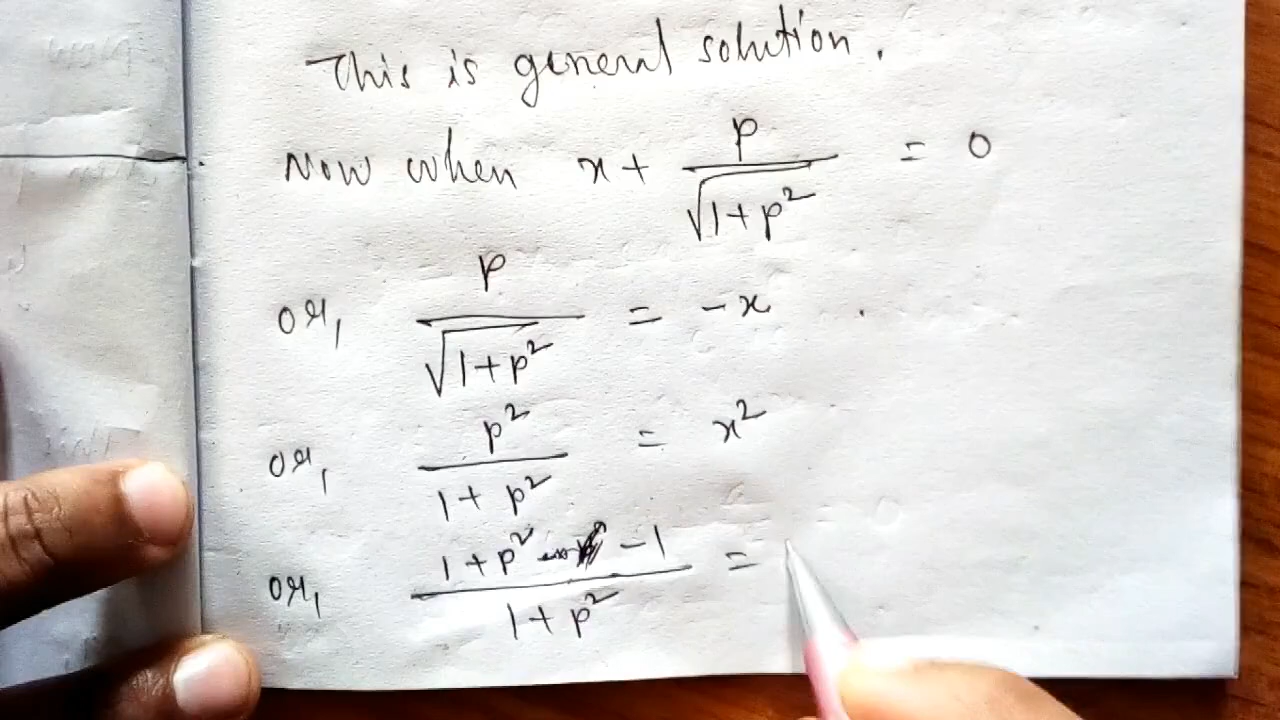 This is general solution.
Now when x + p/√(1+p²) = 0
or, p/√(1+p²) = -x
or, p²/(1+p²) = x²
or, (1+p² -1)/(1+p²) =